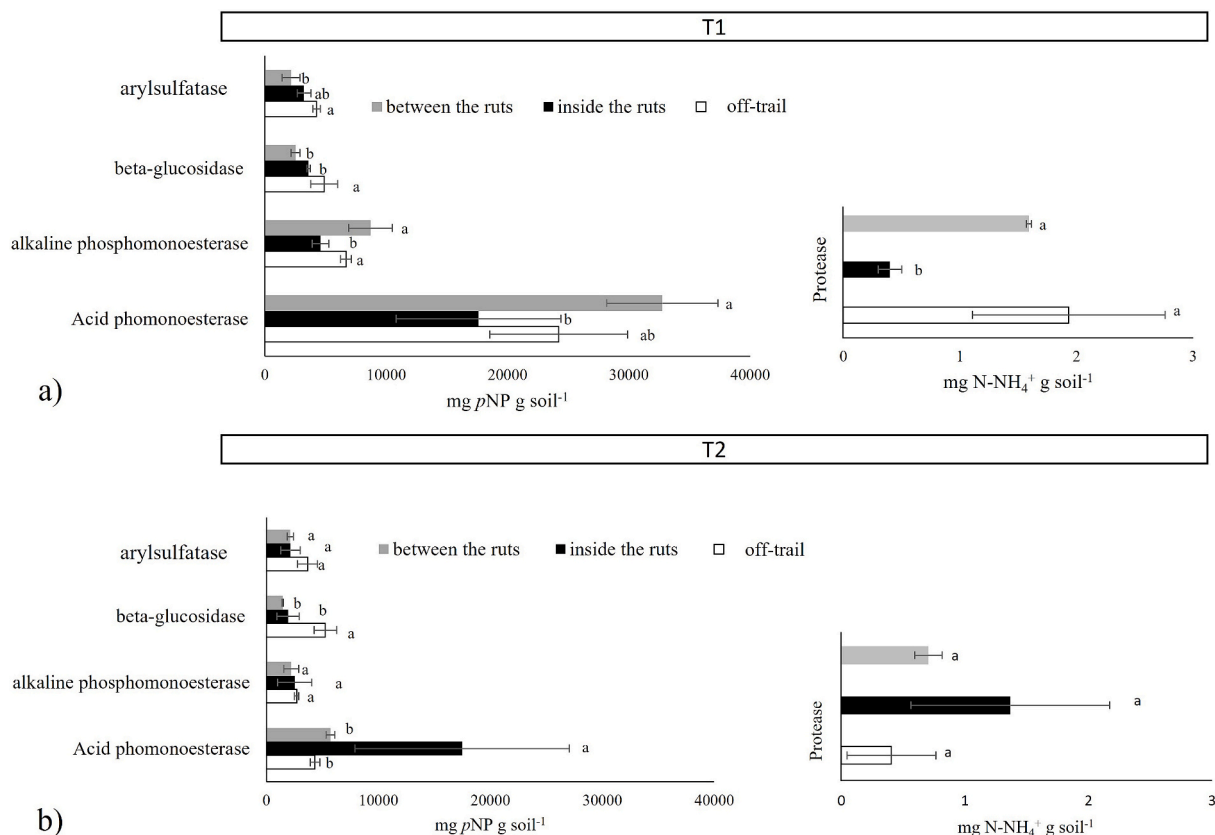 T1
arylsulfatase
b
ab
a
between the ruts
inside the ruts
off-trail
beta-glucosidase
b
b
a
alkaline phosphomonoesterase
a
b
a
Acid phomonoesterase
a
b
ab
0 10000 20000 30000 40000
mg pNP g soil-1
Protease
a
b
a
0 1 2 3
mg N-NH4+ g soil-1
a)
T2
arylsulfatase
a
a
a
between the ruts
inside the ruts
off-trail
beta-glucosidase
b
b
a
alkaline phosphomonoesterase
a
a
a
Acid phomonoesterase
b
a
b
0 10000 20000 30000 40000
mg pNP g soil-1
Protease
a
a
a
0 1 2 3
mg N-NH4+ g soil-1
b)